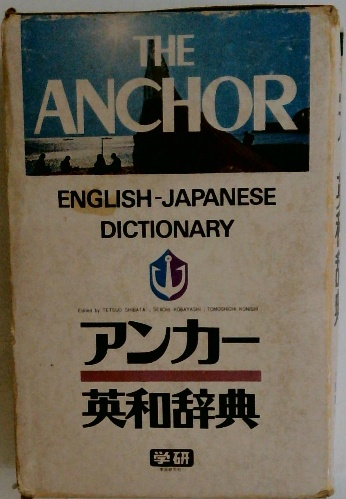 THE
ANCHOR
ENGLISH-JAPANESE
DICTIONARY
Edited by TETSUO SHIBATA ; SEIICHI KOBAYASHI ; TOMOSHICHI KONISHI
アンカー
英和辞典
学研